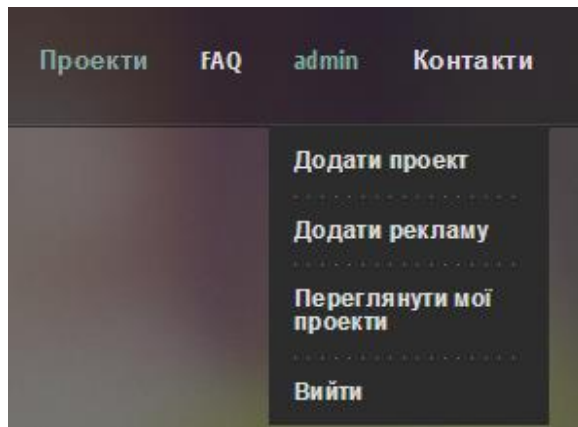 Проекти FAQ admin Контакти
Додати проект
Додати рекламу
Переглянути мої
проекти
Вийти